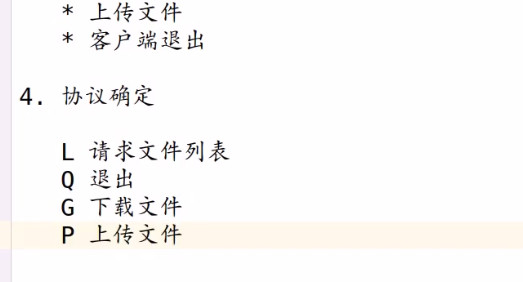 * 上传文件
* 客户端退出
4. 协议确定
L 请求文件列表
Q 退出
G 下载文件
P 上传文件